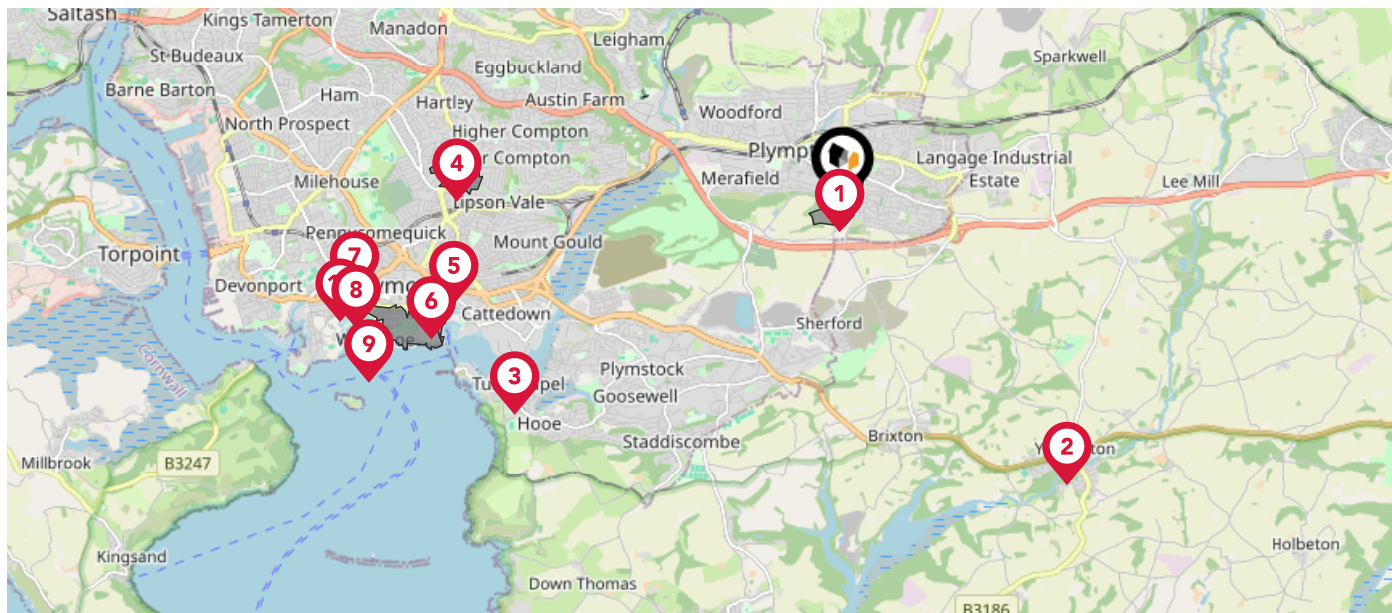 Saltash
Kings Tamerton
Manadon
Leigham
St Budeaux
Eggbuckland
Sparkwell
Barne Barton
Ham
Hartley
Austin Farm
Woodford
North Prospect
Higher Compton
4
Compton
Langage Industrial
Estate
Milehouse
Merafield
1
Lee Mill
Lipson Vale
Pennycomequick
Mount Gould
Torpoint
7
5
Devonport
8
6
Cattedown
Sherford
9
Cornwall
3
Plymstock
Goosewell
Hooe
Staddiscombe
Brixton
2
Millbrook
B3247
Kingsand
Holbeton
Down Thomas
B3186